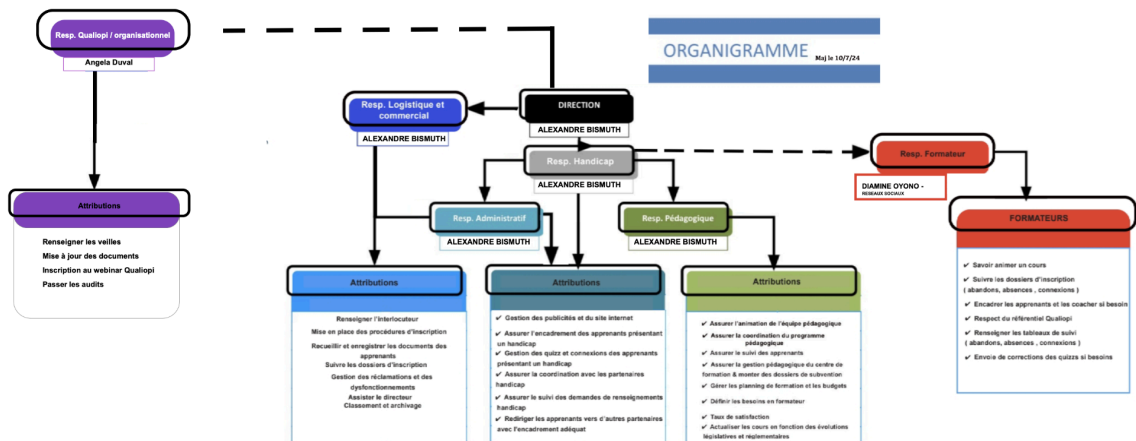 Resp. Qualiopi / organisationnel
Angela Duval
Attributions
Renseigner les veilles
Mise à jour des documents
Inscription au webinar Qualiopi
Passer les audits
ORGANIGRAMME Maj le 10/7/24
Resp. Logistique et
commercial
ALEXANDRE BISMUTH
DIRECTION
ALEXANDRE BISMUTH
Resp. Handicap
ALEXANDRE BISMUTH
Resp. Administratif
ALEXANDRE BISMUTH
Resp. Pédagogique
ALEXANDRE BISMUTH
Resp. Formateur
DIAMINE OYONO -
RESEAUX SOCIAUX
Attributions
Renseigner l'interlocuteur
Mise en place des procédures d'inscription
Recueillir et enregistrer les documents des
apprenants
Suivre les dossiers d'inscription
Gestion des réclamations et des
dysfonctionnements
Assister le directeur
Classement et archivage
Attributions
✔ Gestion des publicités et du site internet
✔ Assurer l'encadrement des apprenants présentant
un handicap
✔ Gestion des quizz et connexions des apprenants
présentant un handicap
✔ Assurer la coordination avec les partenaires
handicap
✔ Assurer le suivi des demandes de renseignements
handicap
✔ Rediriger les apprenants vers d'autres partenaires
avec l'encadrement adéquat
Attributions
✔ Assurer l'animation de l'équipe pédagogique
✔ Assurer la coordination du programme
pédagogique
✔ Assurer le suivi des apprenants
✔ Assurer la gestion pédagogique du centre de
formation & monter des dossiers de subvention
✔ Gérer les planning de formation et les budgets
✔ Définir les besoins en formateur
✔ Taux de satisfaction
✔ Actualiser les cours en fonction des évolutions
législatives et réglementaires
FORMATEURS
✔ Savoir animer un cours
✔ Suivre les dossiers d'inscription
( abandons, absences , connexions )
✔ Encadrer les apprenants et les coacher si besoin
✔ Respect du référentiel Qualiopi
✔ Renseigner les tableaux de suivi
( abandons, absences , connexions )
✔ Envoie de corrections des quizzs si besoins